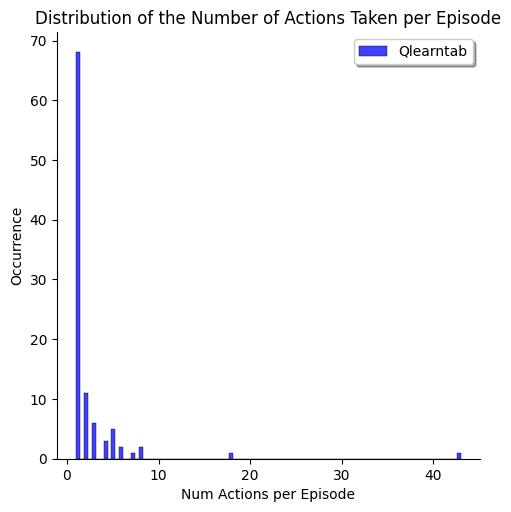 Distribution of the Number of Actions Taken per Episode
Qlearntab
70
60
50
40
30
20
10
0
Occurrence
0 10 20 30 40
Num Actions per Episode